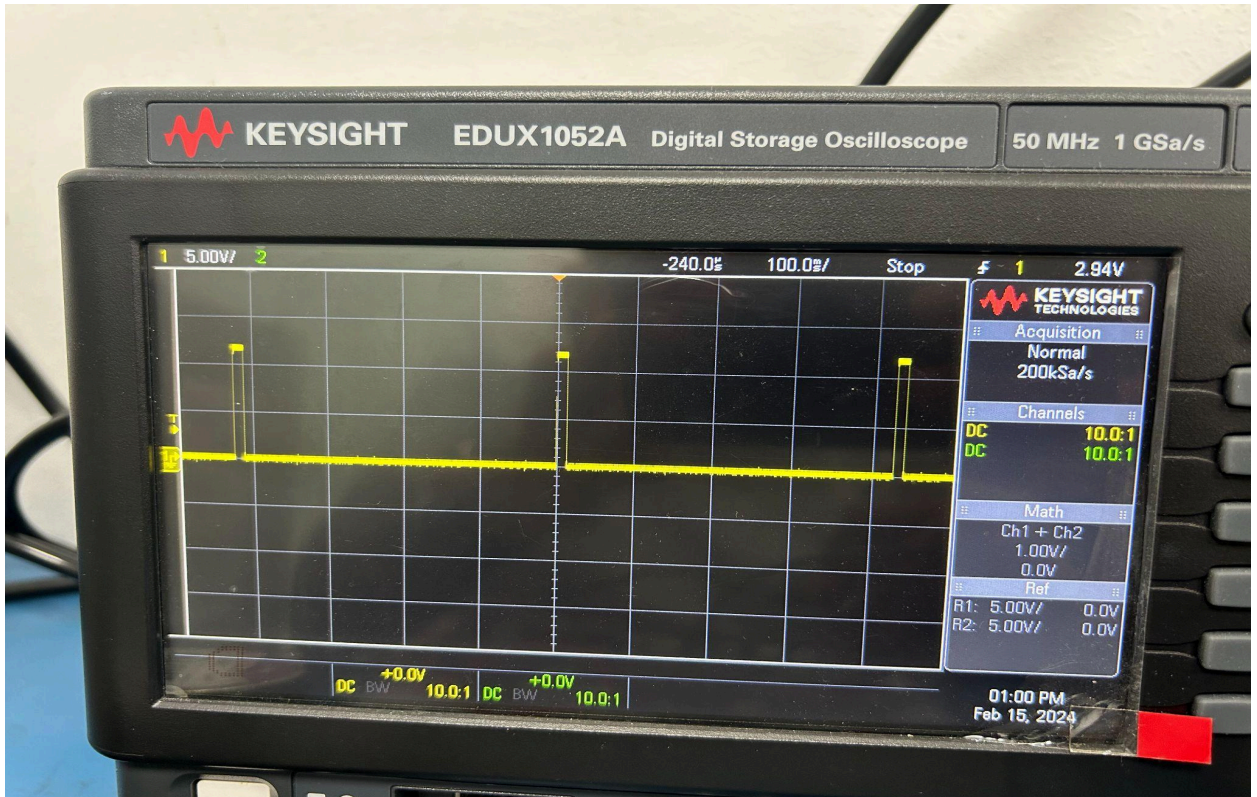 KEYSIGHT EDUX1052A Digital Storage Oscilloscope 50 MHz 1 GSa/s
1 5.00V/ 2 -240.0µs 100.0ms/ Stop 1 2.94V
KEYSIGHT
TECHNOLOGIES
Acquisition
Normal
200kSa/s
Channels
DC 10.0:1
DC 10.0:1
Math
Ch1 + Ch2
1.00V/
0.0V
Ref
R1: 5.00V/ 0.0V
R2: 5.00V/ 0.0V
+0.0V +0.0V
DC BW 10.0:1 DC BW 10.0:1
01:00 PM
Feb 15, 2024